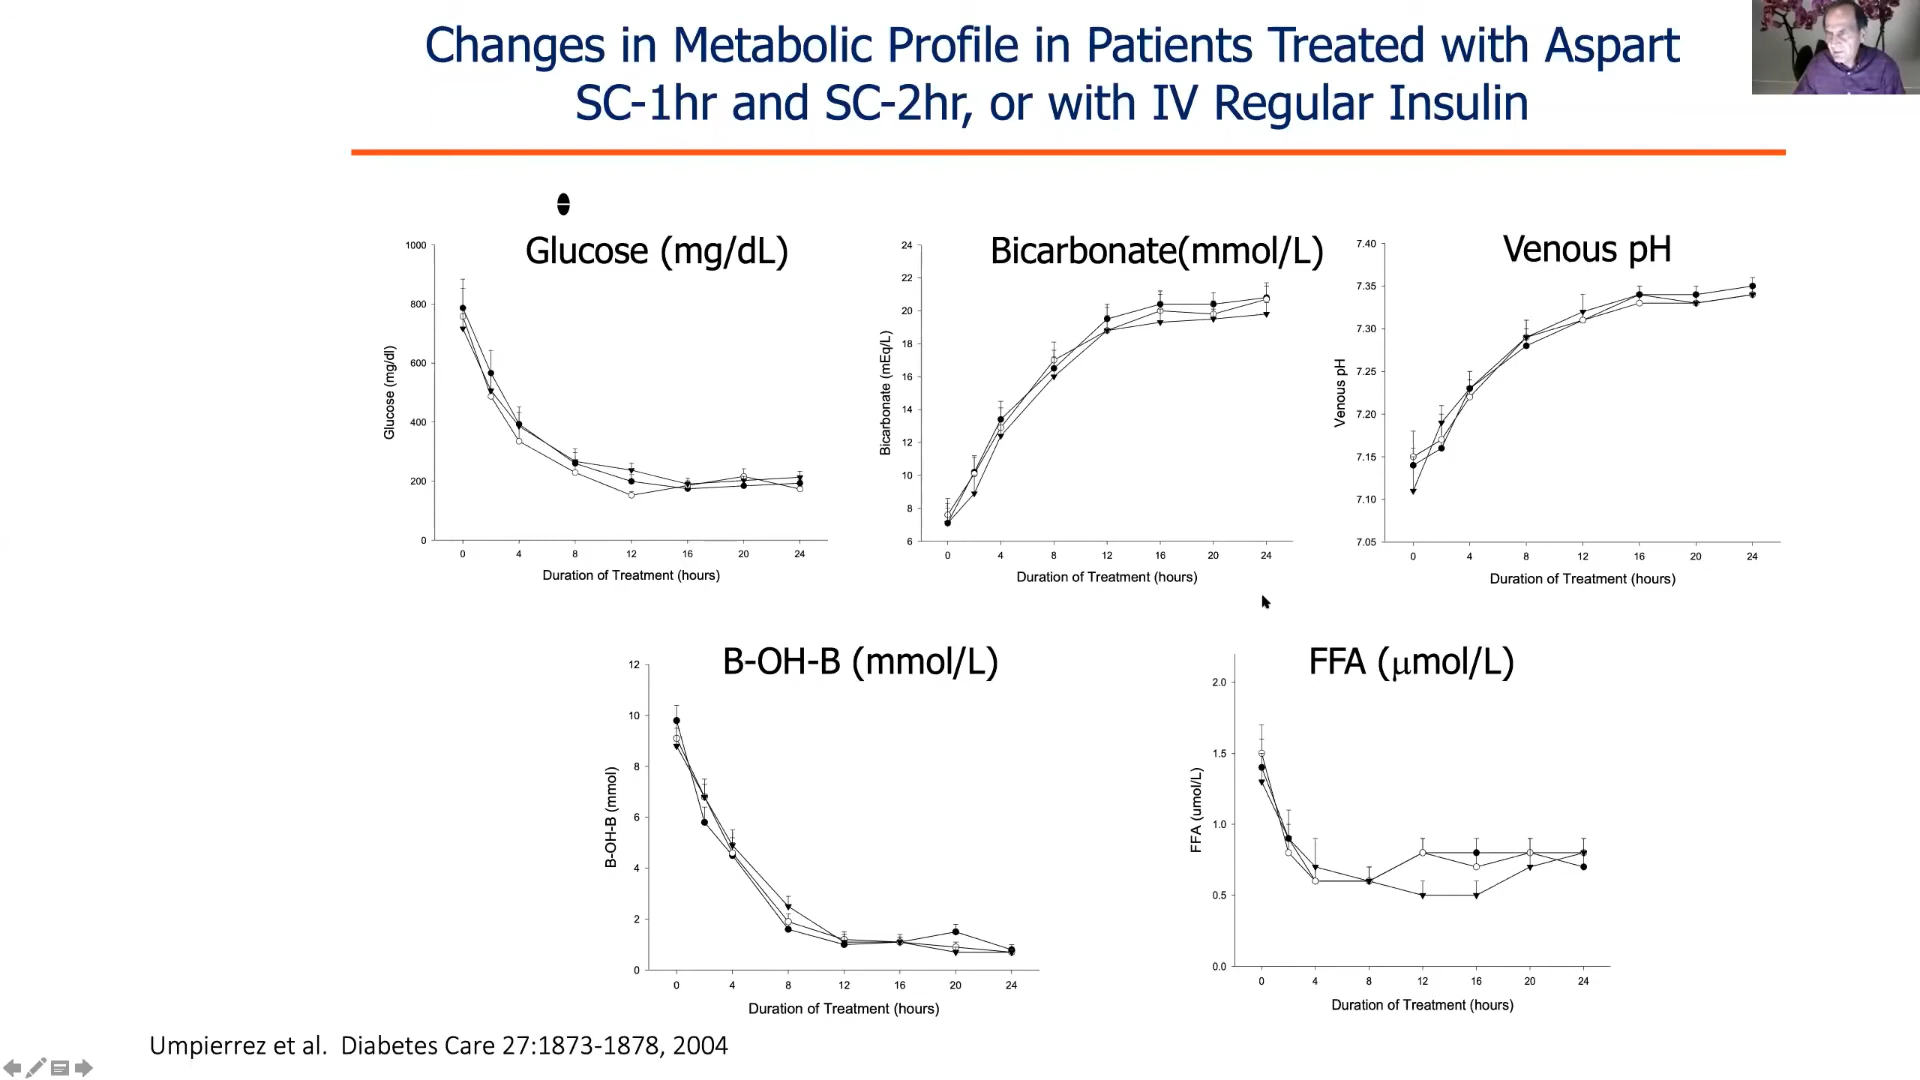 Changes in Metabolic Profile in Patients Treated with Aspart
SC-1hr and SC-2hr, or with IV Regular Insulin
Glucose (mg/dL)
1000
800
600
400
200
0
Glucose (mg/dl)
0 4 8 12 16 20 24
Duration of Treatment (hours)
Bicarbonate(mmol/L)
24
22
20
18
16
14
12
10
8
6
Bicarbonate (mEq/L)
0 4 8 12 16 20 24
Duration of Treatment (hours)
Venous pH
7.40
7.35
7.30
7.25
7.20
7.15
7.10
7.05
Venous pH
0 4 8 12 16 20 24
Duration of Treatment (hours)
B-OH-B (mmol/L)
12
10
8
6
4
2
0
B-OH-B (mmol)
0 4 8 12 16 20 24
Duration of Treatment (hours)
FFA (μmol/L)
2.0
1.5
1.0
0.5
0.0
FFA (umol/L)
0 4 8 12 16 20 24
Duration of Treatment (hours)
Umpierrez et al. Diabetes Care 27:1873-1878, 2004